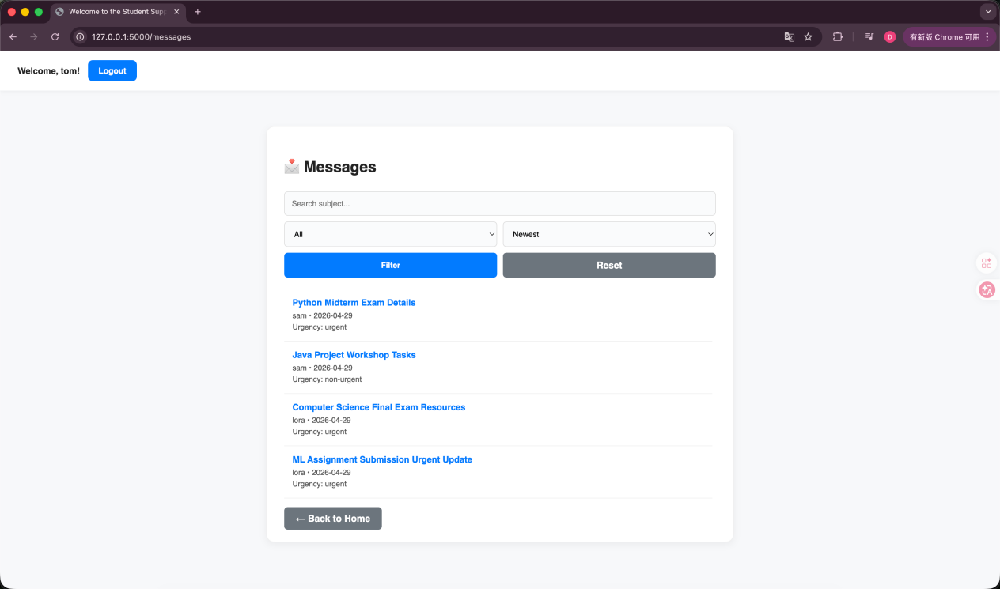 Welcome to the Student Sup
127.0.0.1:5000/messages
D
有新版 Chrome 可用
Welcome, tom!
Logout
Messages
Search subject...
All
Newest
Filter
Reset
Python Midterm Exam Details
sam • 2026-04-29
Urgency: urgent
Java Project Workshop Tasks
sam • 2026-04-29
Urgency: non-urgent
Computer Science Final Exam Resources
lora • 2026-04-29
Urgency: urgent
ML Assignment Submission Urgent Update
lora • 2026-04-29
Urgency: urgent
← Back to Home